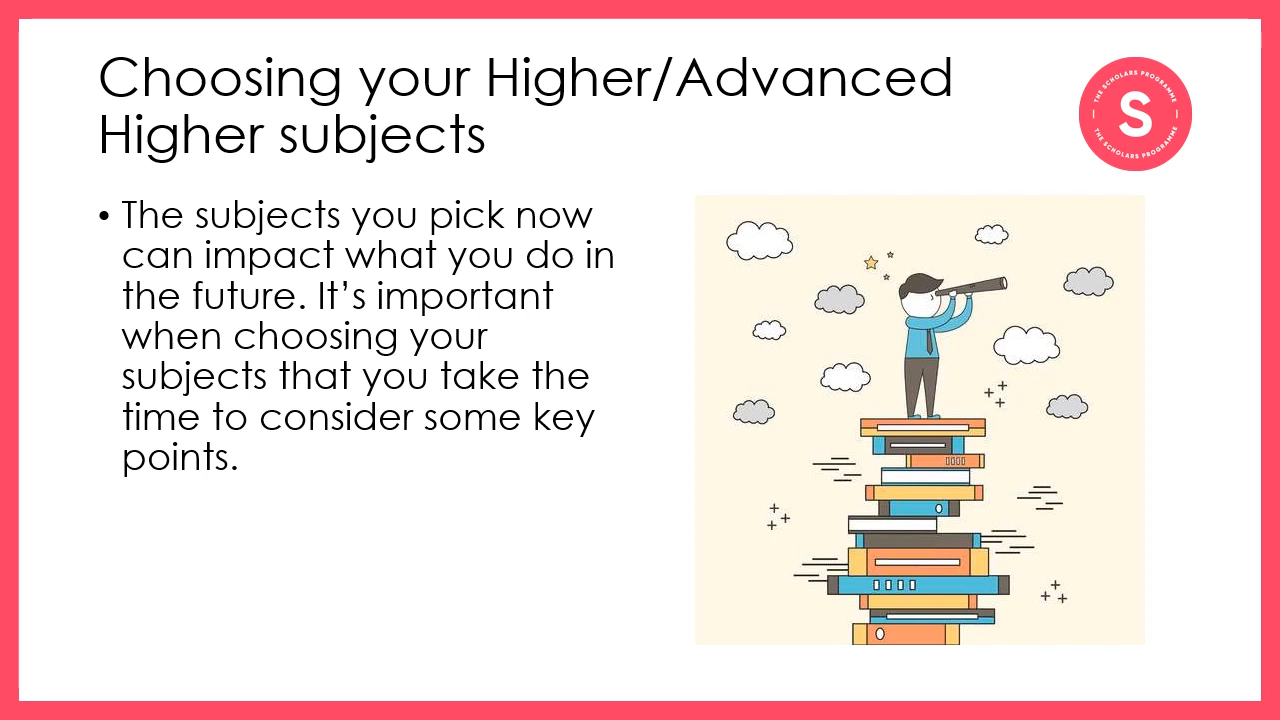 Choosing your Higher/Advanced
Higher subjects
THE SCHOLARS PROGRAMME
S
THE SCHOLARS PROGRAMME
• The subjects you pick now
can impact what you do in
the future. It’s important
when choosing your
subjects that you take the
time to consider some key
points.